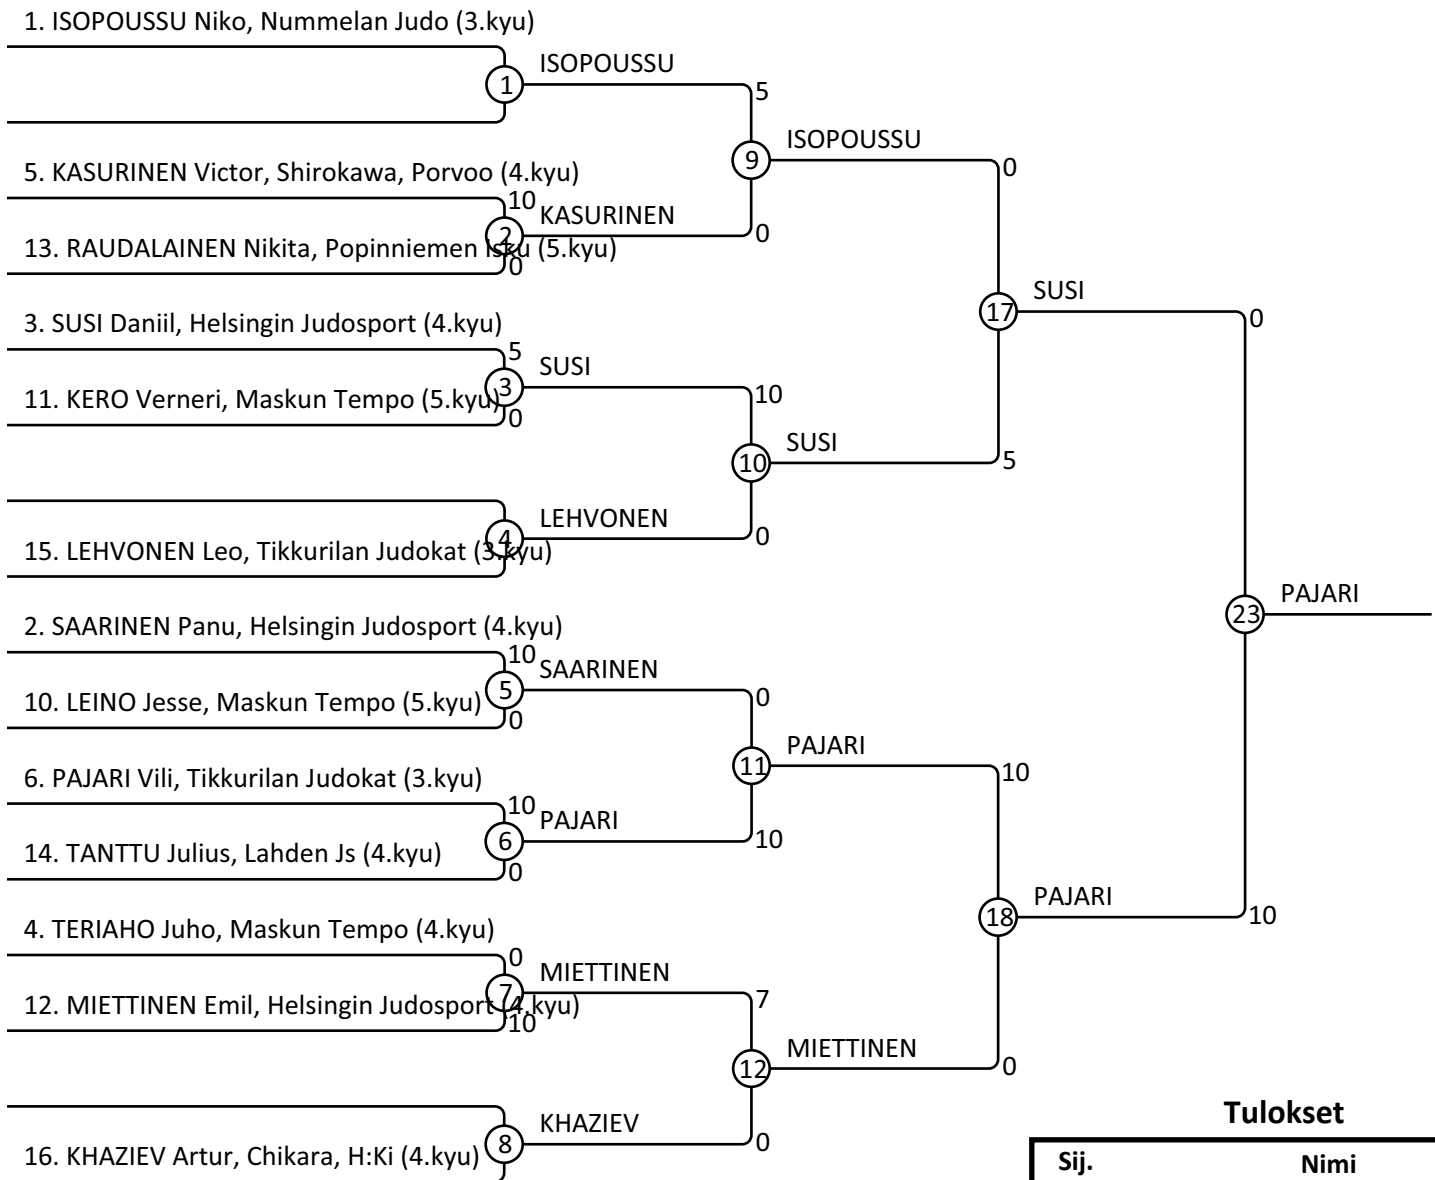 1. ISOPOUSSU Niko, Nummelan Judo (3.kyu)
1
ISOPOUSSU
5
9
ISOPOUSSU
0
5. KASURINEN Victor, Shirokawa, Porvoo (4.kyu)
10
2
KASURINEN
0
13. RAUDALAINEN Nikita, Popinniemen Isku (5.kyu)
0
17
SUSI
0
3. SUSI Daniil, Helsingin Judosport (4.kyu)
5
3
SUSI
10
11. KERO Verneri, Maskun Tempo (5.kyu)
0
10
SUSI
5
4
LEHVONEN
0
15. LEHVONEN Leo, Tikkurilan Judokat (3.kyu)
23
PAJARI
2. SAARINEN Panu, Helsingin Judosport (4.kyu)
10
5
SAARINEN
0
10. LEINO Jesse, Maskun Tempo (5.kyu)
0
11
PAJARI
10
6. PAJARI Vili, Tikkurilan Judokat (3.kyu)
10
6
PAJARI
10
14. TANTTU Julius, Lahden Js (4.kyu)
0
18
PAJARI
10
4. TERIAHO Juho, Maskun Tempo (4.kyu)
0
7
MIETTINEN
7
12. MIETTINEN Emil, Helsingin Judosport (4.kyu)
10
12
MIETTINEN
0
8
KHAZIEV
0
16. KHAZIEV Artur, Chikara, H:Ki (4.kyu)
Tulokset
Sij. Nimi